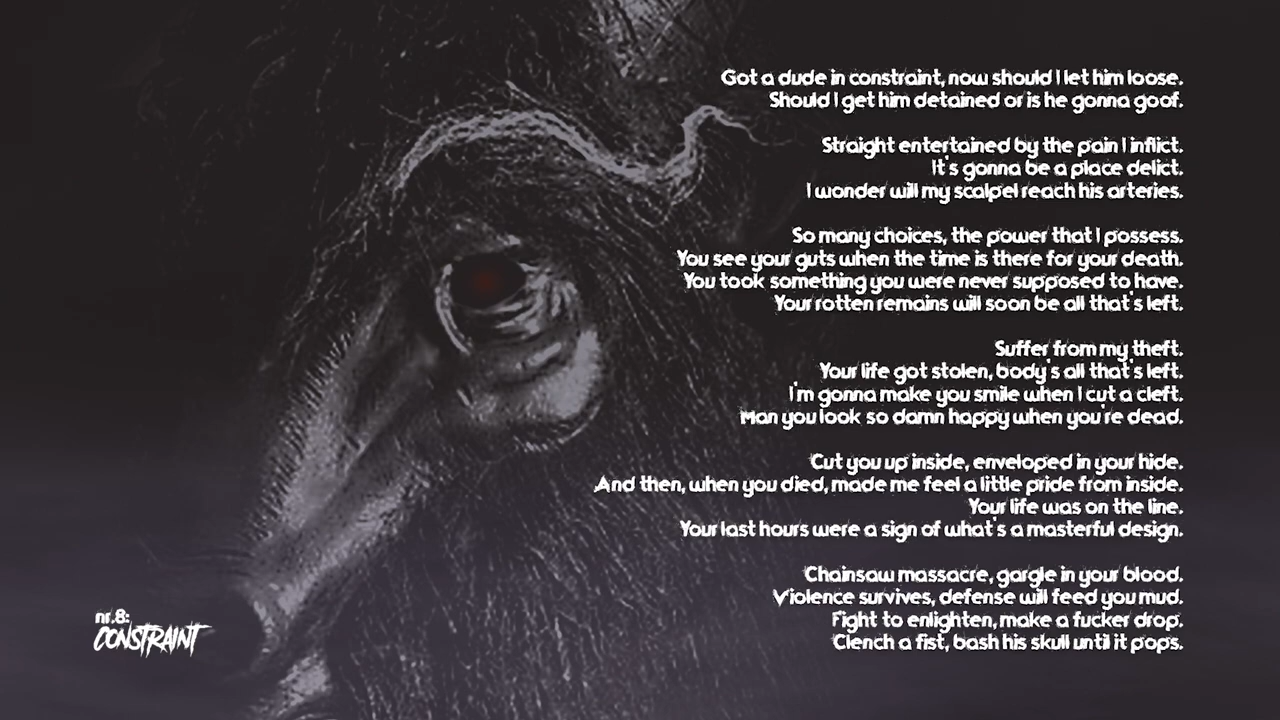 Got a dude in constraint, now should I let him loose.
Should I get him detained or is he gonna goof.
Straight entertained by the pain I inflict.
It's gonna be a place delict.
I wonder will my scalpel reach his arteries.
So many choices, the power that I possess.
You see your guts when the time is there for your death.
You took something you were never supposed to have.
Your rotten remains will soon be all that's left.
Suffer from my theft.
Your life got stolen, body's all that's left.
I'm gonna make you smile when I cut a cleft.
Man you look so damn happy when you're dead.
Cut you up inside, enveloped in your hide.
And then, when you died, made me feel a little pride from inside.
Your life was on the line.
Your last hours were a sign of what's a masterful design.
Chainsaw massacre, gargle in your blood.
Violence survives, defense will feed you mud.
Fight to enlighten, make a fucker drop.
Clench a fist, bash his skull until it pops.
nr.8:
CONSTRAINT